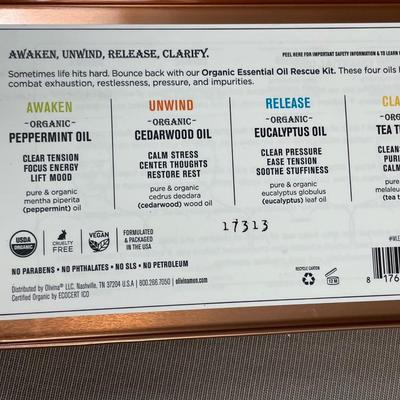 AWAKEN, UNWIND, RELEASE, CLARIFY.
PEEL HERE FOR IMPORTANT SAFETY INFORMATION & TO LEARN
Sometimes life hits hard. Bounce back with our Organic Essential Oil Rescue Kit. These four oils
combat exhaustion, restlessness, pressure, and impurities.
AWAKEN
-ORGANIC-
PEPPERMINT OIL
CLEAR TENSION
FOCUS ENERGY
LIFT MOOD
pure & organic
mentha piperita
(peppermint) oil
UNWIND
-ORGANIC-
CEDARWOOD OIL
CALM STRESS
CENTER THOUGHTS
RESTORE REST
pure & organic
cedrus deodara
(cedarwood) wood oil
RELEASE
-ORGANIC-
EUCALYPTUS OIL
CLEAR PRESSURE
EASE TENSION
SOOTHE STUFFINESS
pure & organic
eucalyptus globulus
(eucalyptus) leaf oil
CLA
-OR
TEA T
CLEANS
PURI
CALM
pure
melaleu
(tea t
17313
USDA
ORGANIC
CRUELTY
FREE
VEGAN
FORMULATED
& PACKAGED
IN THE USA
NO PARABENS • NO PHTHALATES • NO SLS • NO PETROLEUM
Distributed by Olivina® LLC. Nashville, TN 37204 U.S.A | 800.266.7050 | olivinamen.com
Certified Organic by ECOCERT ICO
RECYCLE CARTON
12 M
#MLE
8 176